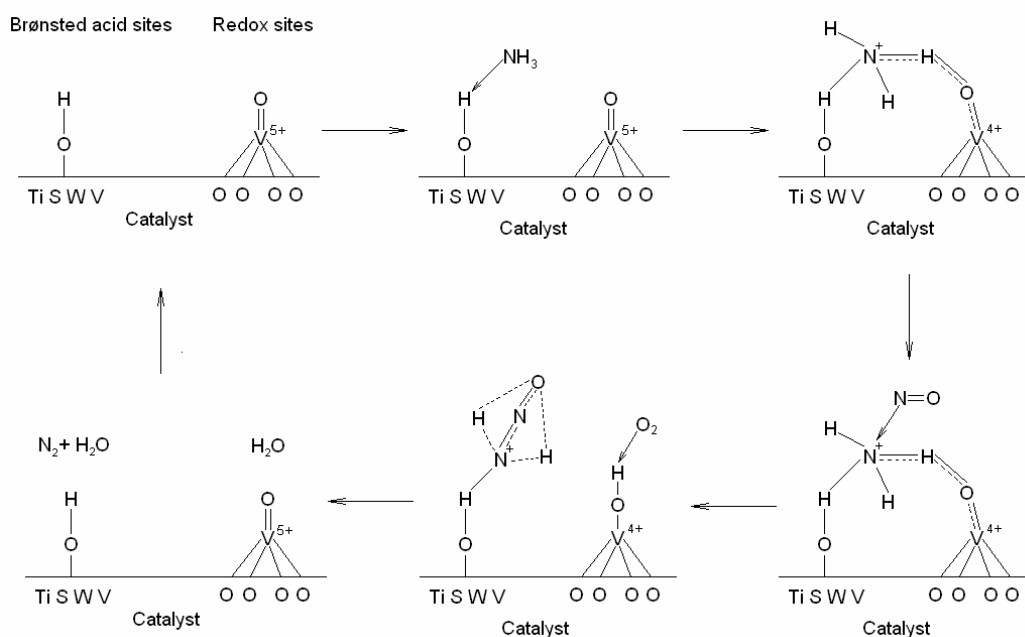 Brønsted acid sites Redox sites
H
O
Ti S W V
O
V5+
O O O O
Catalyst
NH3
H
O
Ti S W V
O
V5+
O O O O
Catalyst
H
N+ H
H H O
O V4+
Ti S W V O O O O
Catalyst
N O
H
N+ H
H H O
O V4+
Ti S W V O O O O
Catalyst
O
H N
N+ H
H
O
Ti S W V
O2
H
O
V4+
O O O O
Catalyst
N2+ H2O H2O
H O
O V5+
Ti S W V O O O O
Catalyst